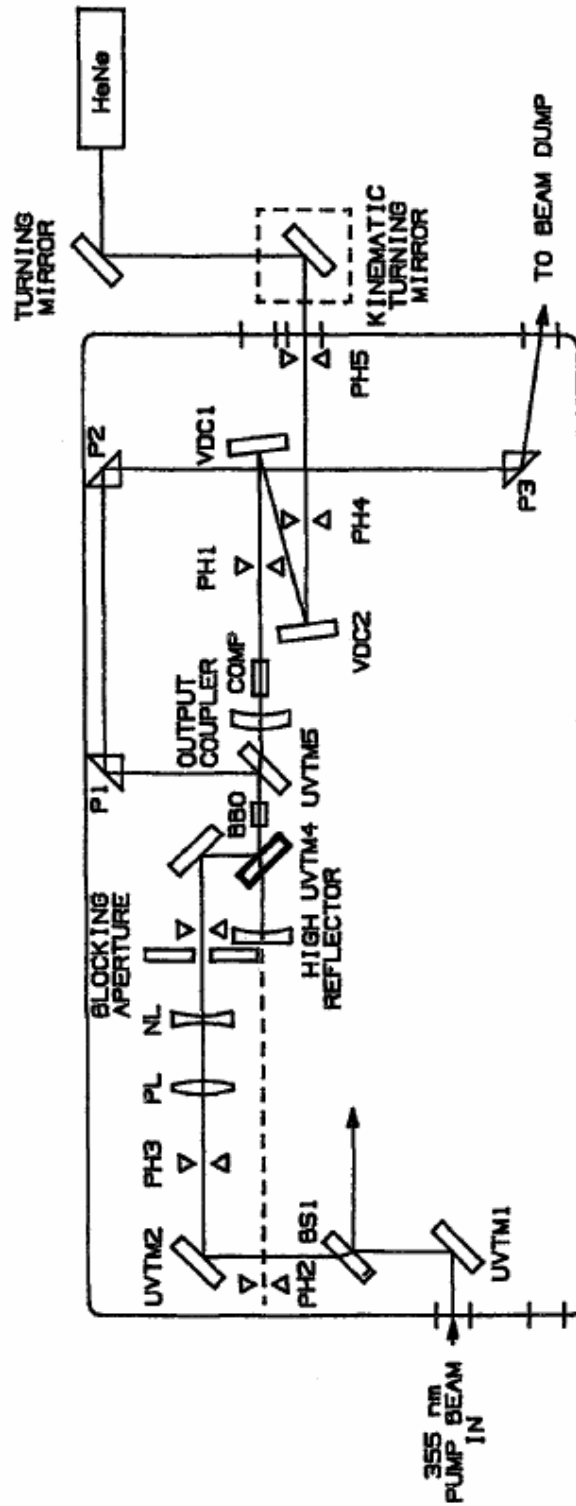 HeNe
TURNING
MIRROR
KINEMATIC
TURNING
MIRROR
TO BEAM DUMP
P2
VDC1
PH5
P3
PH4
PH1
VDC2
COMP
OUTPUT
COUPLER
P1
UVTM5
BBO
UVTM4
HIGH
REFLECTOR
BLOCKING
APERTURE
NL
PL
PH3
UVTM2
PH2
BS1
UVTM1
355 nm
PUMP BEAM
IN